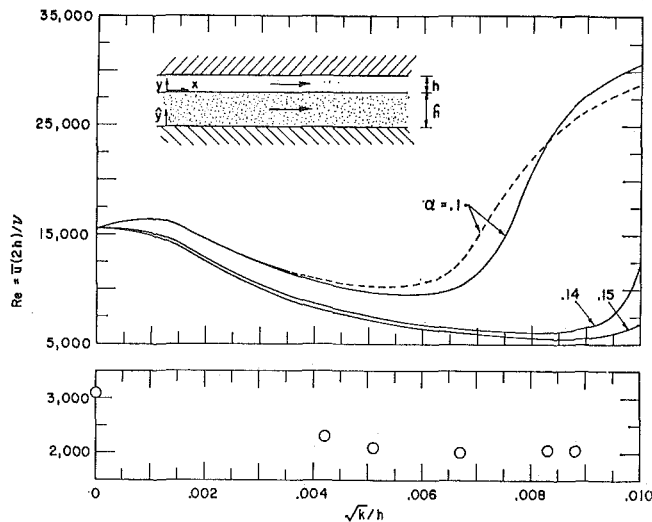 35,000
y x h
ŷ ĥ
25,000
α = .1
15,000
.14 .15
5,000
Re = ū(2h)/ν
3,000
2,000
0 .002 .004 .006 .008 .010
√k/h